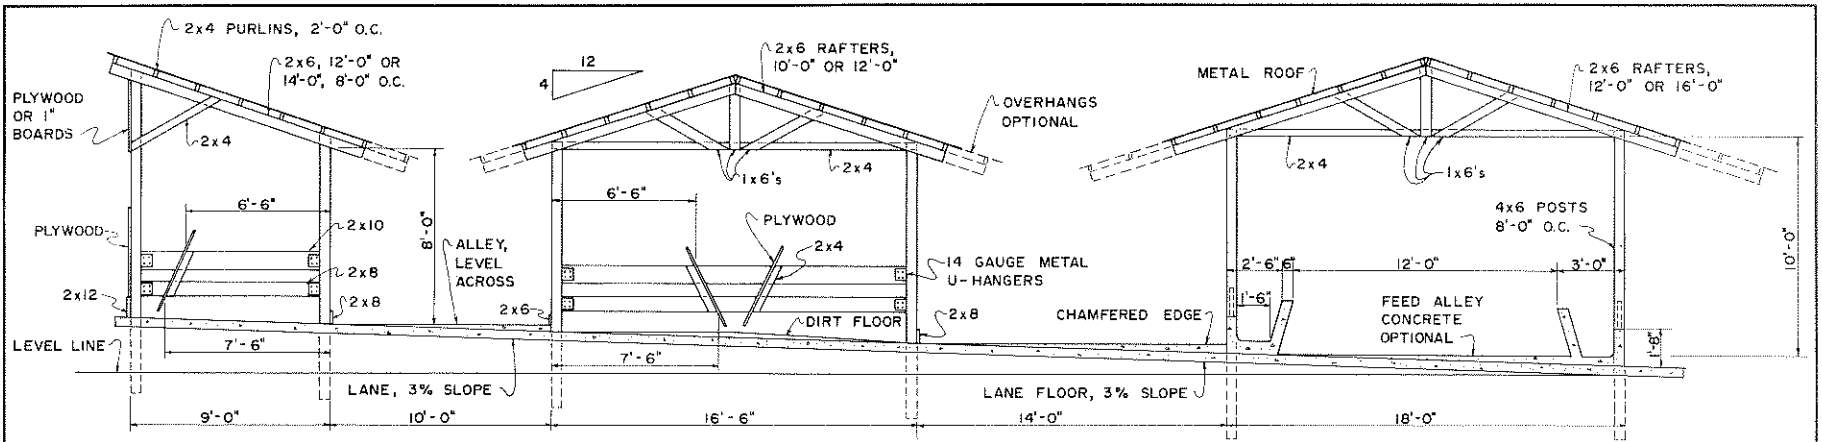 2x4 PURLINS, 2'-0" O.C.
2x6, 12'-0" OR
14'-0", 8'-0" O.C.
PLYWOOD
OR 1"
BOARDS
2x4
6'-6"
PLYWOOD
2x10
2x8
2x12
2x8
8'-0"
ALLEY,
LEVEL
ACROSS
LEVEL LINE
7'-6"
LANE, 3% SLOPE
9'-0"
10'-0"
12
4
2x6 RAFTERS,
10'-0" OR 12'-0"
OVERHANGS
OPTIONAL
2x4
1x6's
6'-6"
PLYWOOD
2x4
14 GAUGE METAL
U-HANGERS
2x6
2x8
DIRT FLOOR
7'-6"
16'-6"
METAL ROOF
2x6 RAFTERS,
12'-0" OR 16'-0"
2x4
1x6's
4x6 POSTS
8'-0" O.C.
10'-0"
2'-6"
6"
12'-0"
3'-0"
1'-6"
CHAMFERED EDGE
FEED ALLEY
CONCRETE
OPTIONAL
1'-8"
LANE FLOOR, 3% SLOPE
14'-0"
18'-0"